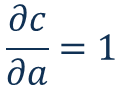 ∂c/∂a = 1